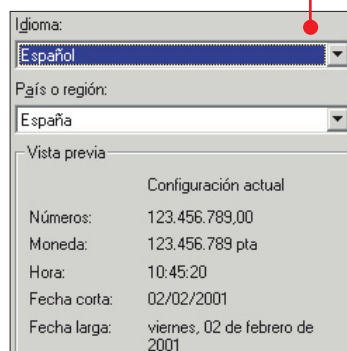 Idioma:
Español
País o región:
España
Vista previa
Configuración actual
Números: 123.456.789,00
Moneda: 123.456.789 pta
Hora: 10:45:20
Fecha corta: 02/02/2001
Fecha larga: viernes, 02 de febrero de
2001